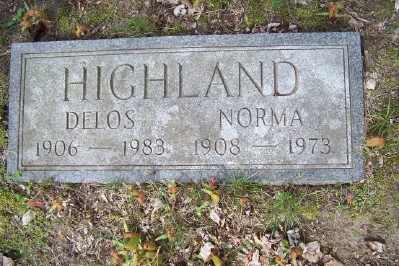 HIGHLAND
DELOS NORMA
1906 — 1983 1908 — 1973